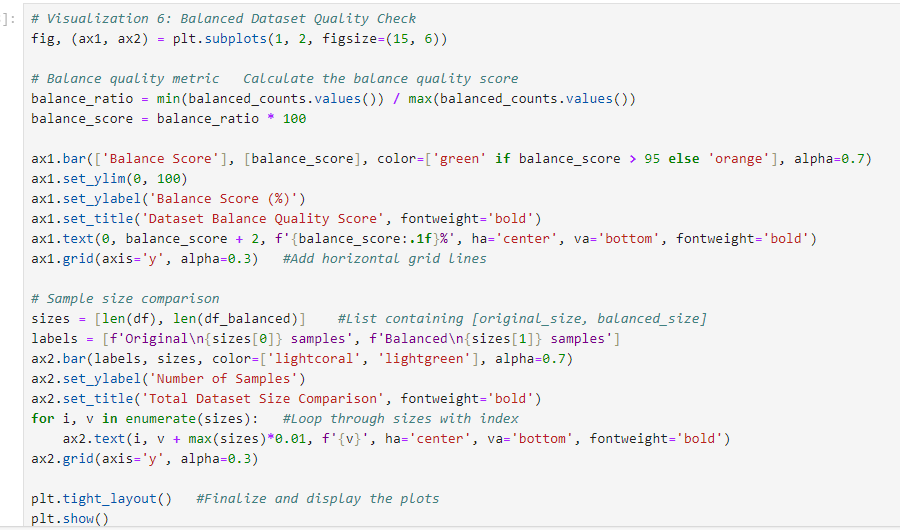 ]:
# Visualization 6: Balanced Dataset Quality Check
fig, (ax1, ax2) = plt.subplots(1, 2, figsize=(15, 6))

# Balance quality metric   Calculate the balance quality score
balance_ratio = min(balanced_counts.values()) / max(balanced_counts.values())
balance_score = balance_ratio * 100

ax1.bar(['Balance Score'], [balance_score], color=['green' if balance_score > 95 else 'orange'], alpha=0.7)
ax1.set_ylim(0, 100)
ax1.set_ylabel('Balance Score (%)')
ax1.set_title('Dataset Balance Quality Score', fontweight='bold')
ax1.text(0, balance_score + 2, f'{balance_score:.1f}%', ha='center', va='bottom', fontweight='bold')
ax1.grid(axis='y', alpha=0.3)   #Add horizontal grid lines

# Sample size comparison
sizes = [len(df), len(df_balanced)]    #List containing [original_size, balanced_size]
labels = [f'Original\n{sizes[0]} samples', f'Balanced\n{sizes[1]} samples']
ax2.bar(labels, sizes, color=['lightcoral', 'lightgreen'], alpha=0.7)
ax2.set_ylabel('Number of Samples')
ax2.set_title('Total Dataset Size Comparison', fontweight='bold')
for i, v in enumerate(sizes):   #Loop through sizes with index
    ax2.text(i, v + max(sizes)*0.01, f'{v}', ha='center', va='bottom', fontweight='bold')
ax2.grid(axis='y', alpha=0.3)

plt.tight_layout()   #Finalize and display the plots
plt.show()